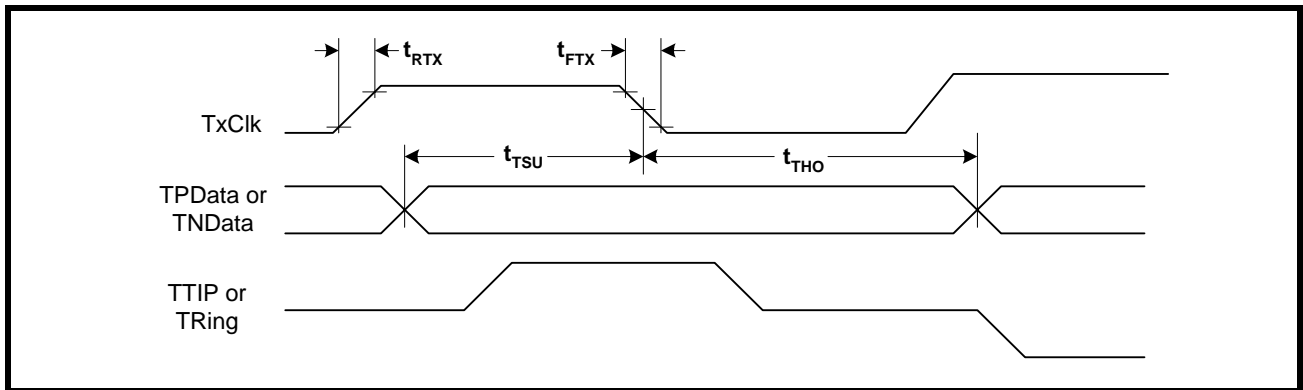 tRTX
tFTX
TxClk
tTSU
tTHO
TPData or
TNData
TTIP or
TRing